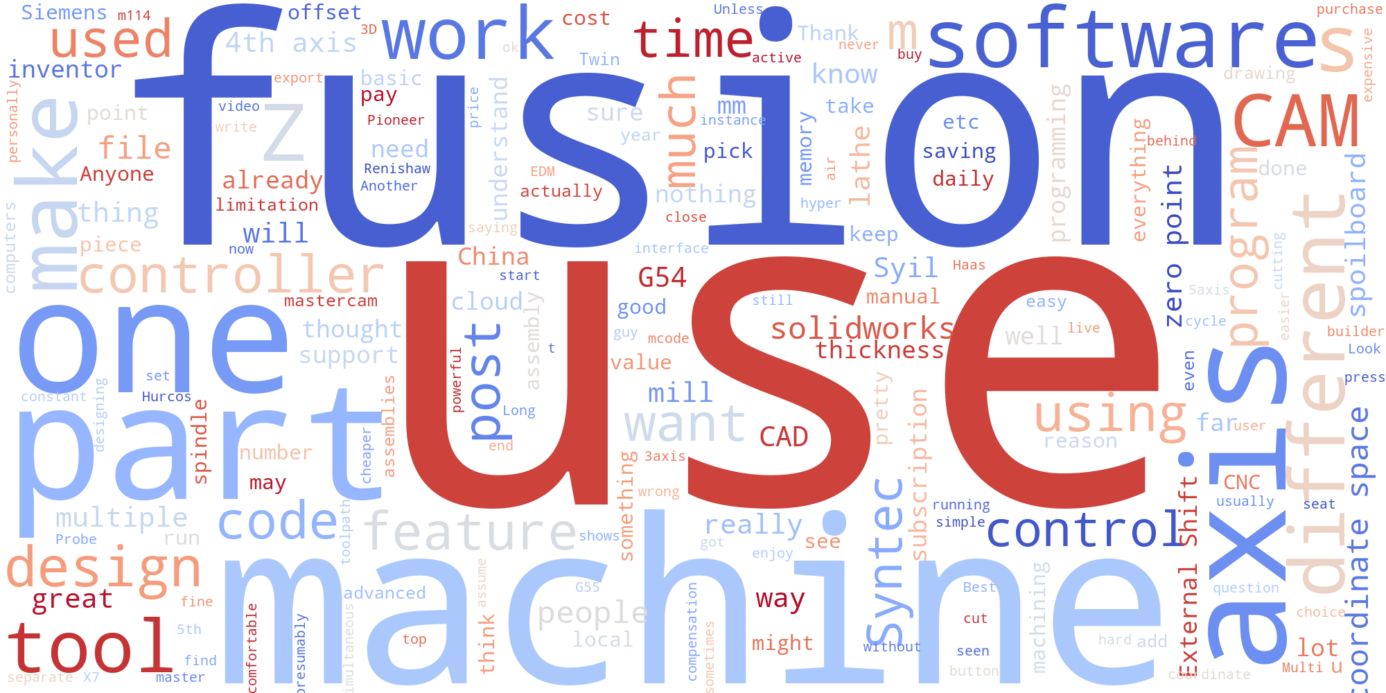 Siemens m114 offset 3D work cost time Unless Thank m software purchase s
used 4th axis ok active never buy expensive
inventor fusion export basic Twin know drawing
personally make point video pay Pioneer price understand sure much mm instance take etc programming CAM
file write Z need Renishaw year memory air lathe saving everything behind
Anyone already Another EDM actually pick daily done
limitation nothing hyper program spoilboard
thing will saying close keep zero point different
computers piece now China interface cutting
controller start G54 Syil Haas 5axis easier
mastercam cloud assembly good still manual easy
one thought post t guy mcode use solidworks well live cycle builder
support value thickness Look
set powerful mill even axis press
constant Hurcos Long
part designing assemblies want CAD pretty using far user
spindle number cheaper end reason
may something 3axis subscription CNC
multiple code toolpath wrong running usually seat
Probe run feature shows really simple control External Shift coordinate space
got see
design enjoy Syntec
great fine advanced assume G55 way machining Best question
5th machine people compensation cut choice
tool comfortable presumably simultaneous top think local sometimes might without seen hard add lot
find button Multi u
separate X7 master coordinate